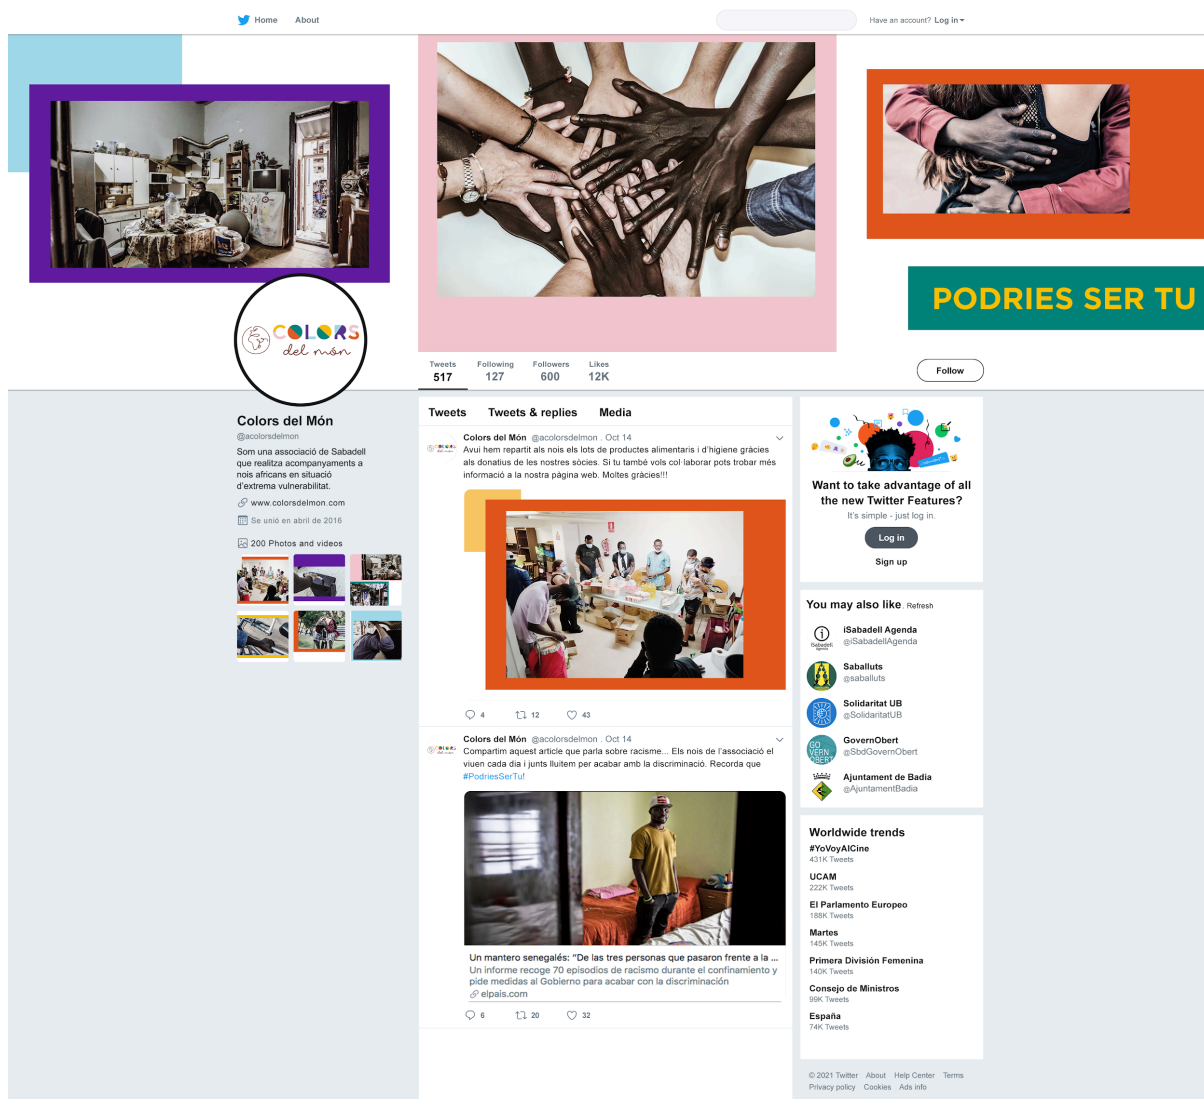 Home About
Have an account? Log in
PODRIES SER TU
COLORS
del món
Tweets Following Followers Likes
517 127 600 12K
Follow
Colors del Món
@acolorsdelmon
Som una associació de Sabadell
que realitza acompanyaments a
nois africans en situació
d'extrema vulnerabilitat.
www.colorsdelmon.com
Se unió en abril de 2016
200 Photos and videos
Tweets Tweets & replies Media
Colors del Món @acolorsdelmon . Oct 14
Avui hem repartit als nois els lots de productes alimentaris i d'higiene gràcies
als donatius de les nostres sòcies. Si tu també vols col·laborar pots trobar més
informació a la nostra página web. Moltes gràcies!!!
4 12 43
Colors del Món @acolorsdelmon . Oct 14
Compartim aquest article que parla sobre racisme... Els nois de l'associació el
viuen cada dia i junts lluitem per acabar amb la discriminació. Recorda que
#PodriesSerTu!
Un mantero senegalés: “De las tres personas que pasaron frente a la ...
Un informe recoge 70 episodios de racismo durante el confinamiento y
pide medidas al Gobierno para acabar con la discriminación
elpais.com
6 20 32
Want to take advantage of all
the new Twitter Features?
It's simple - just log in.
Log in
Sign up
You may also like. Refresh
iSabadell Agenda
@iSabadellAgenda
iSabadell
Agenda
Saballuts
@saballuts
Solidaritat UB
@SolidaritatUB
GovernObert
@SbdGovernObert
GO
VERN
OBERT
Ajuntament de Badia
@AjuntamentBadia
Worldwide trends
#YoVoyAlCine
431K Tweets
UCAM
222K Tweets
El Parlamento Europeo
188K Tweets
Martes
145K Tweets
Primera División Femenina
140K Tweets
Consejo de Ministros
99K Tweets
España
74K Tweets
© 2021 Twitter About Help Center Terms
Privacy policy Cookies Ads info